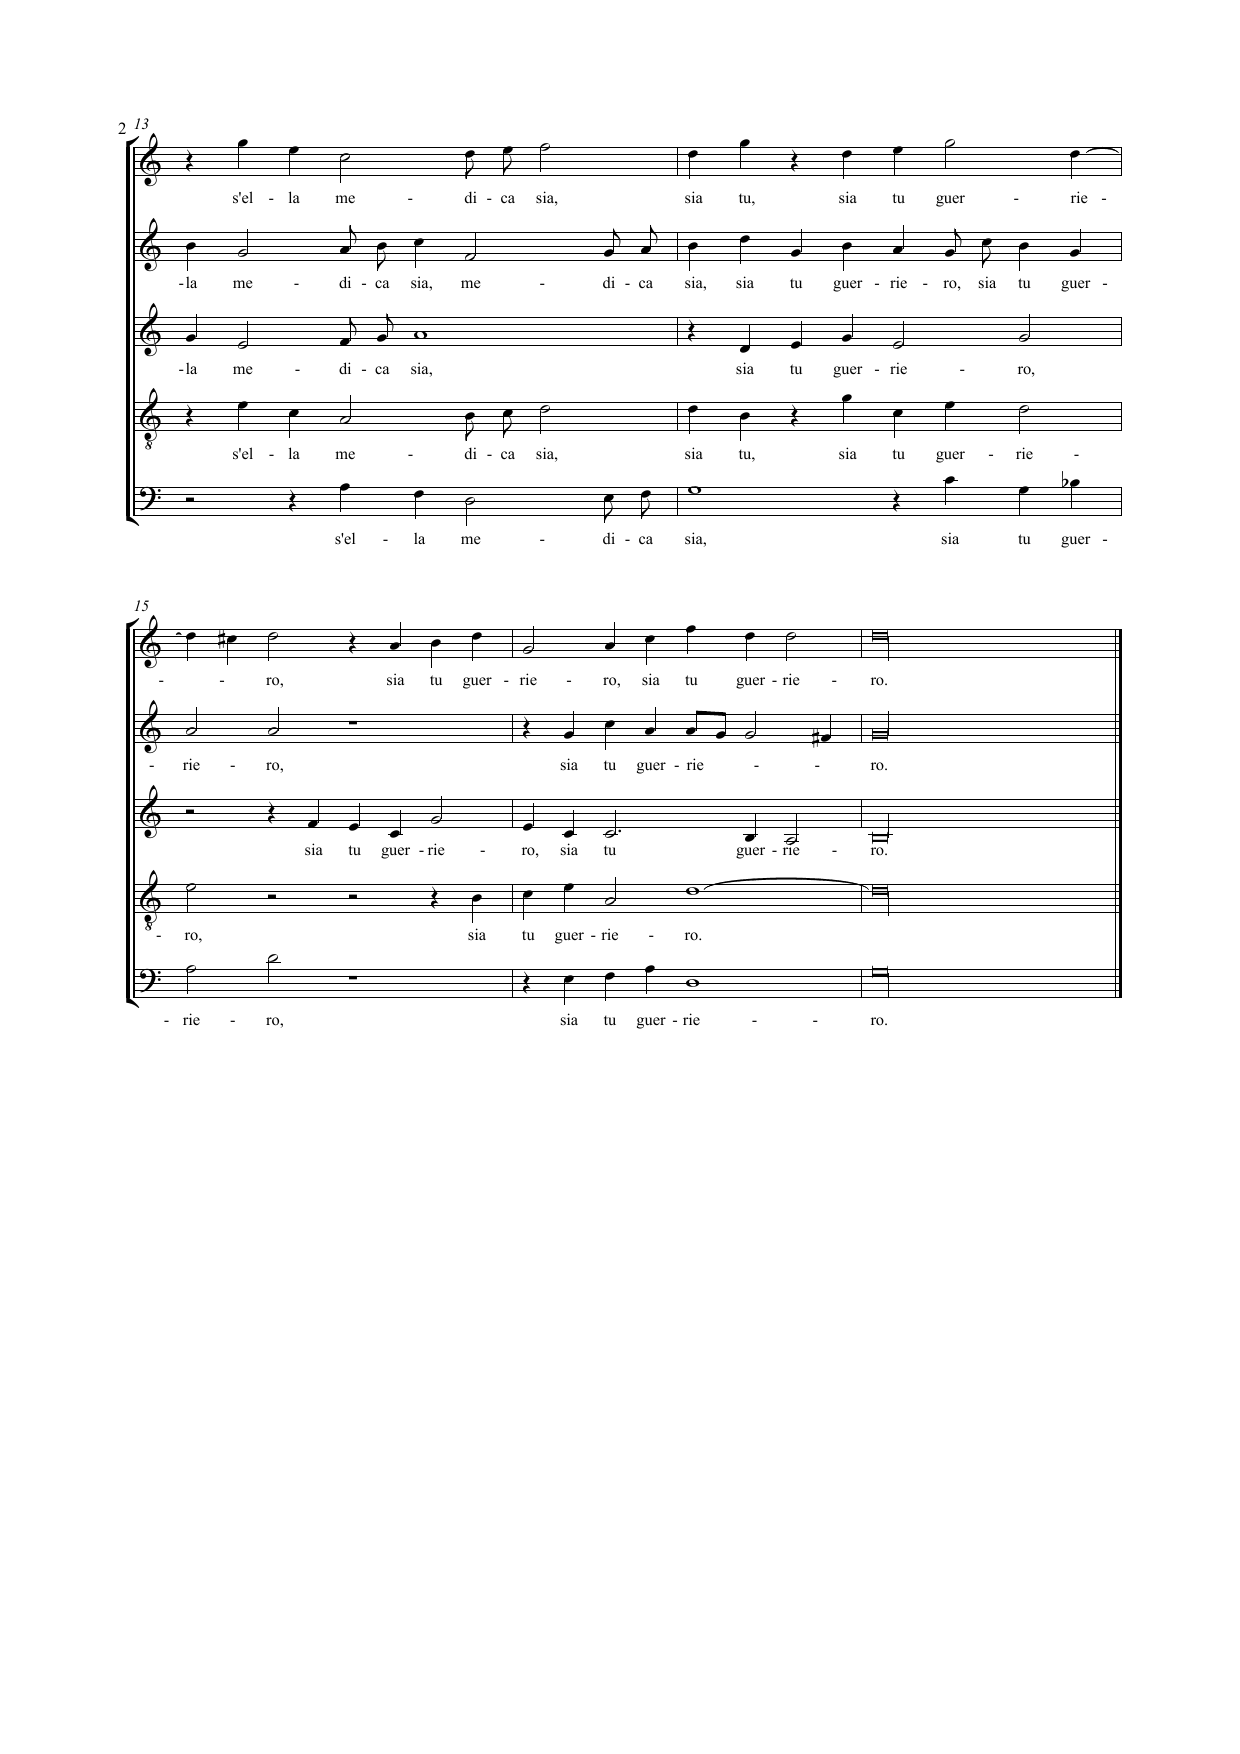 2 13
s'el - la me - di - ca sia, sia tu, sia tu guer - rie -
-la me - di - ca sia, me - di - ca sia, sia tu guer - rie - ro, sia tu guer -
-la me - di - ca sia, sia tu guer - rie - ro,
8
s'el - la me - di - ca sia, sia tu, sia tu guer - rie -
s'el - la me - di - ca sia, sia tu guer -
15
- - ro, sia tu guer - rie - ro, sia tu guer - rie - ro.
- rie - ro, sia tu guer - rie - - ro.
sia tu guer - rie - ro, sia tu guer - rie - ro.
8
- ro, sia tu guer - rie - ro.
- rie - ro, sia tu guer - rie - - ro.